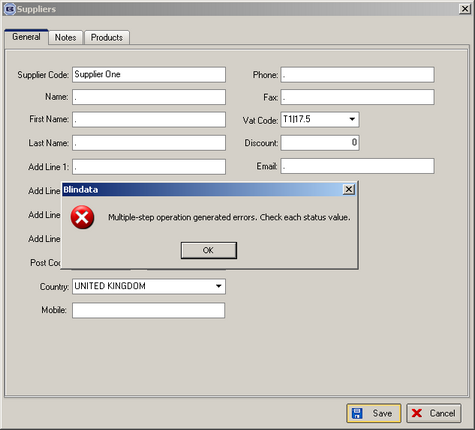 Suppliers
General Notes Products
Supplier Code: Supplier One Phone: .
Name: . Fax: .
First Name: . Vat Code: T1|17.5
Last Name: . Discount: 0
Add Line 1: . Email: .
Add Line
Blindata
Add Line
Multiple-step operation generated errors. Check each status value.
Add Line
OK
Post Cod
Country: UNITED KINGDOM
Mobile:
Save Cancel